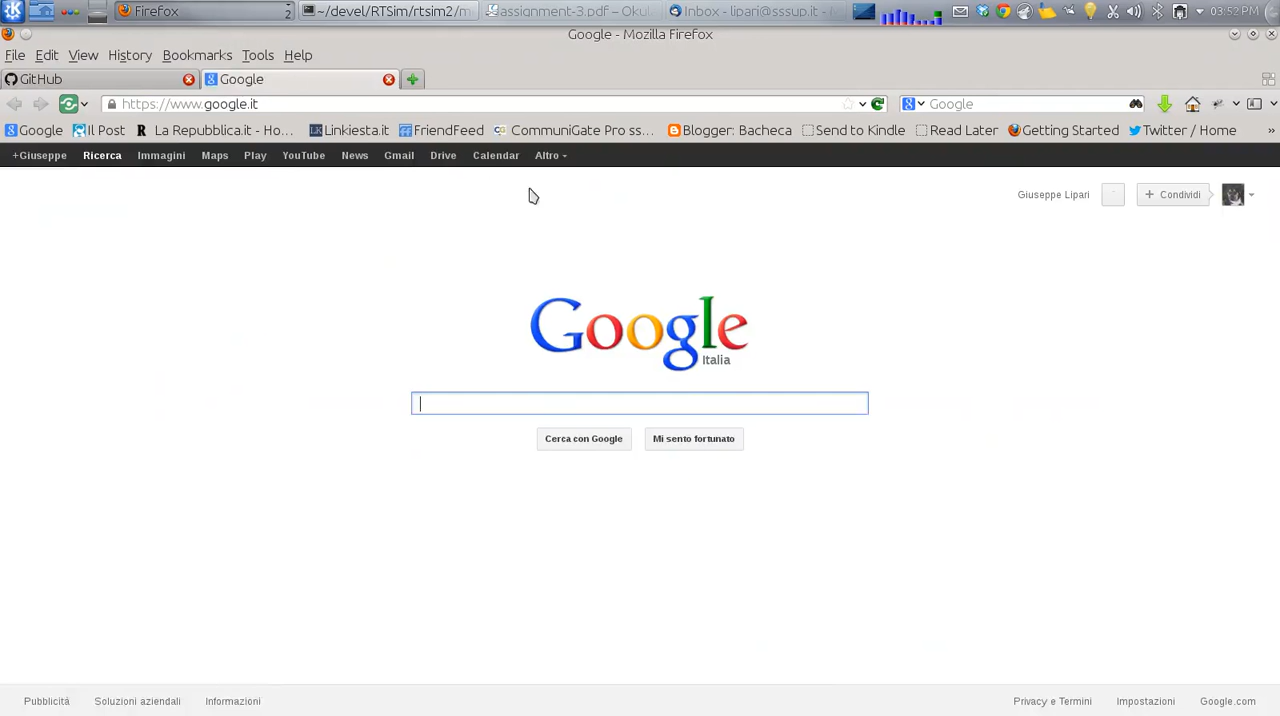 Firefox 2 ~/devel/RTSim/rtsim2/m assignment-3.pdf – Okul Inbox - lipari@sssup.it 03:52 PM
Google - Mozilla Firefox
File Edit View History Bookmarks Tools Help
GitHub Google
https://www.google.it Google
Google Il Post La Repubblica.it - Ho... Linkiesta.it FriendFeed CommuniGate Pro ss... Blogger: Bacheca Send to Kindle Read Later Getting Started Twitter / Home »
+Giuseppe Ricerca Immagini Maps Play YouTube News Gmail Drive Calendar Altro
Giuseppe Lipari + Condividi
Google
Italia
Cerca con Google Mi sento fortunato
Pubblicità Soluzioni aziendali Informazioni Privacy e Termini Impostazioni Google.com